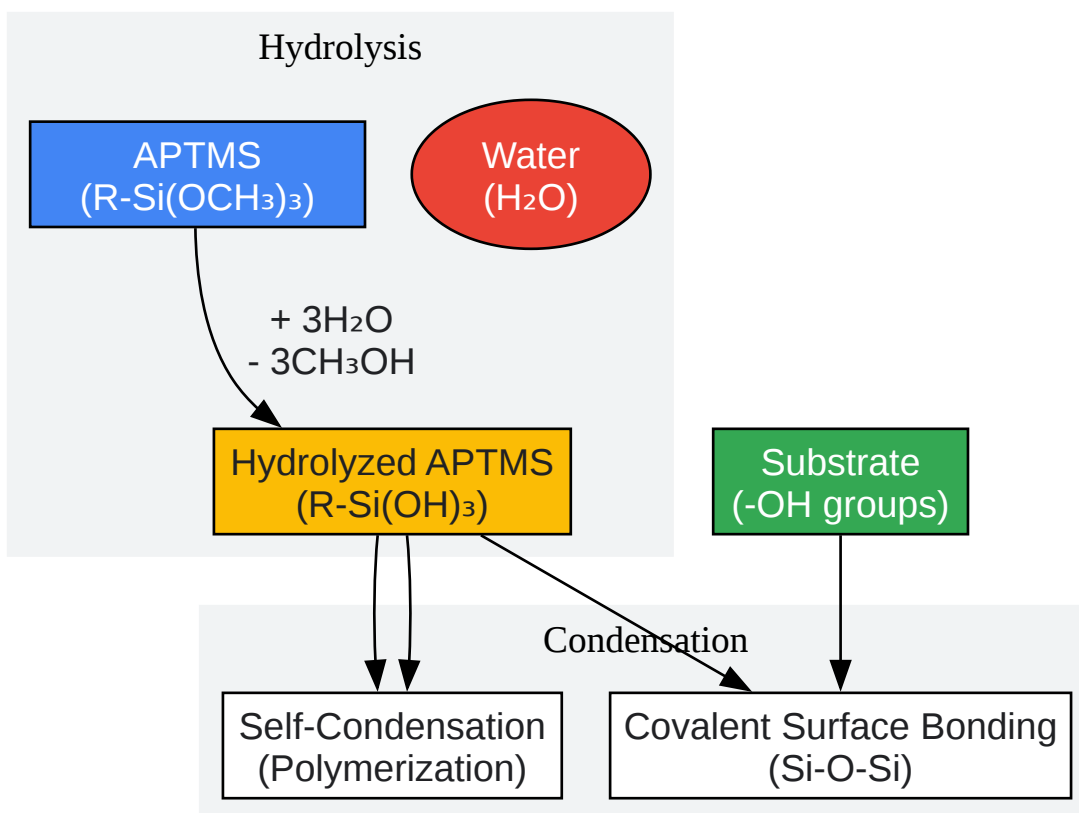 Hydrolysis
APTMS
(R-Si(OCH₃)₃)
Water
(H₂O)
+ 3H₂O
- 3CH₃OH
Hydrolyzed APTMS
(R-Si(OH)₃)
Substrate
(-OH groups)
Condensation
Self-Condensation
(Polymerization)
Covalent Surface Bonding
(Si-O-Si)